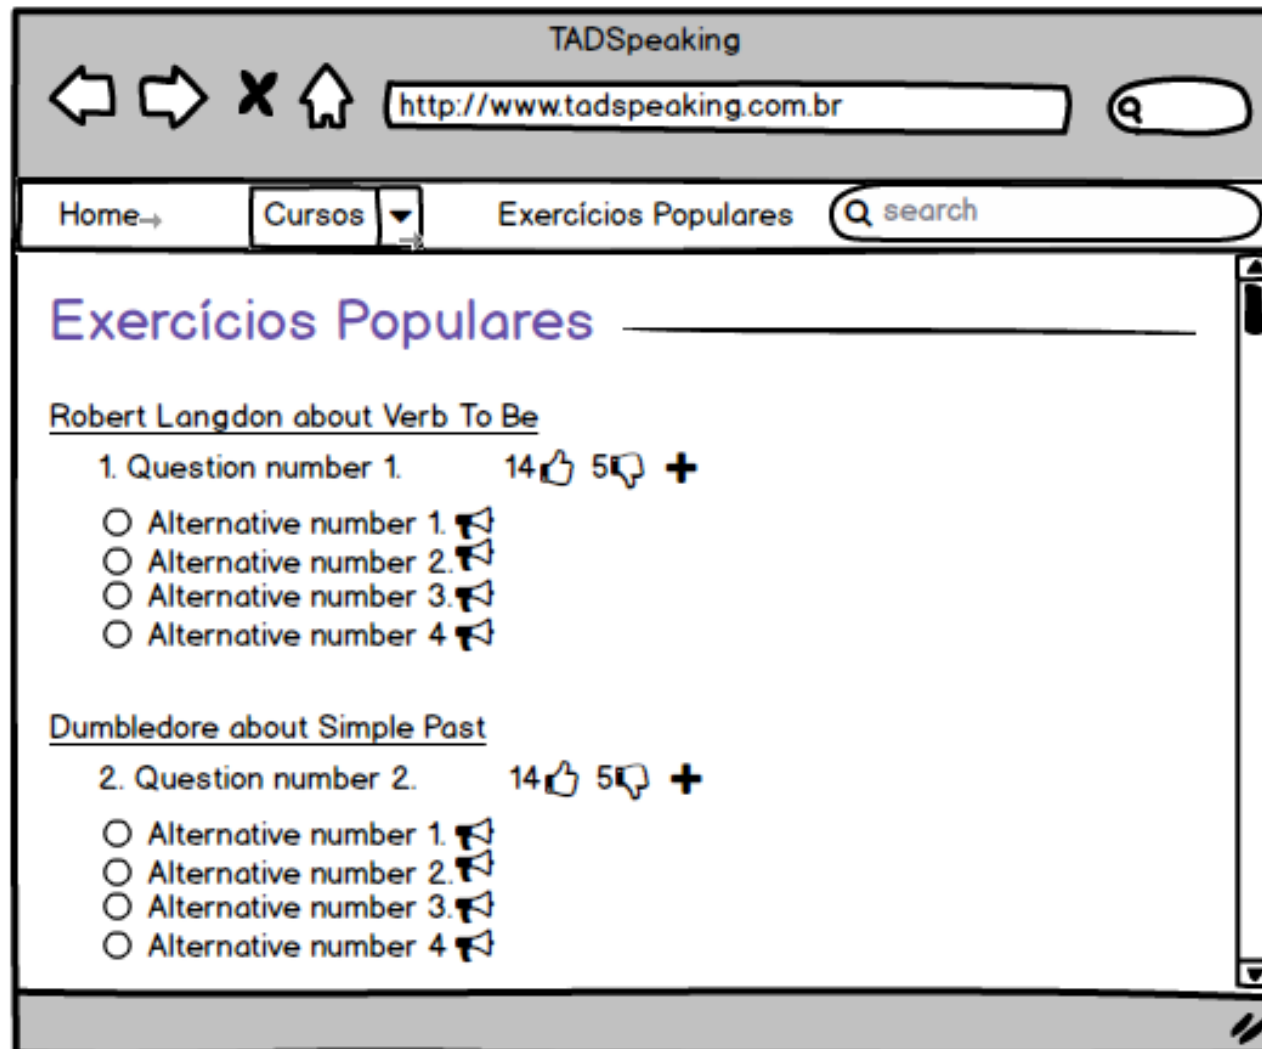 TADSpeaking
http://www.tadspeaking.com.br
Home Cursos Exercícios Populares search
Exercícios Populares
Robert Langdon about Verb To Be
1. Question number 1. 14 5
Alternative number 1.
Alternative number 2.
Alternative number 3.
Alternative number 4
Dumbledore about Simple Past
2. Question number 2. 14 5
Alternative number 1.
Alternative number 2.
Alternative number 3.
Alternative number 4